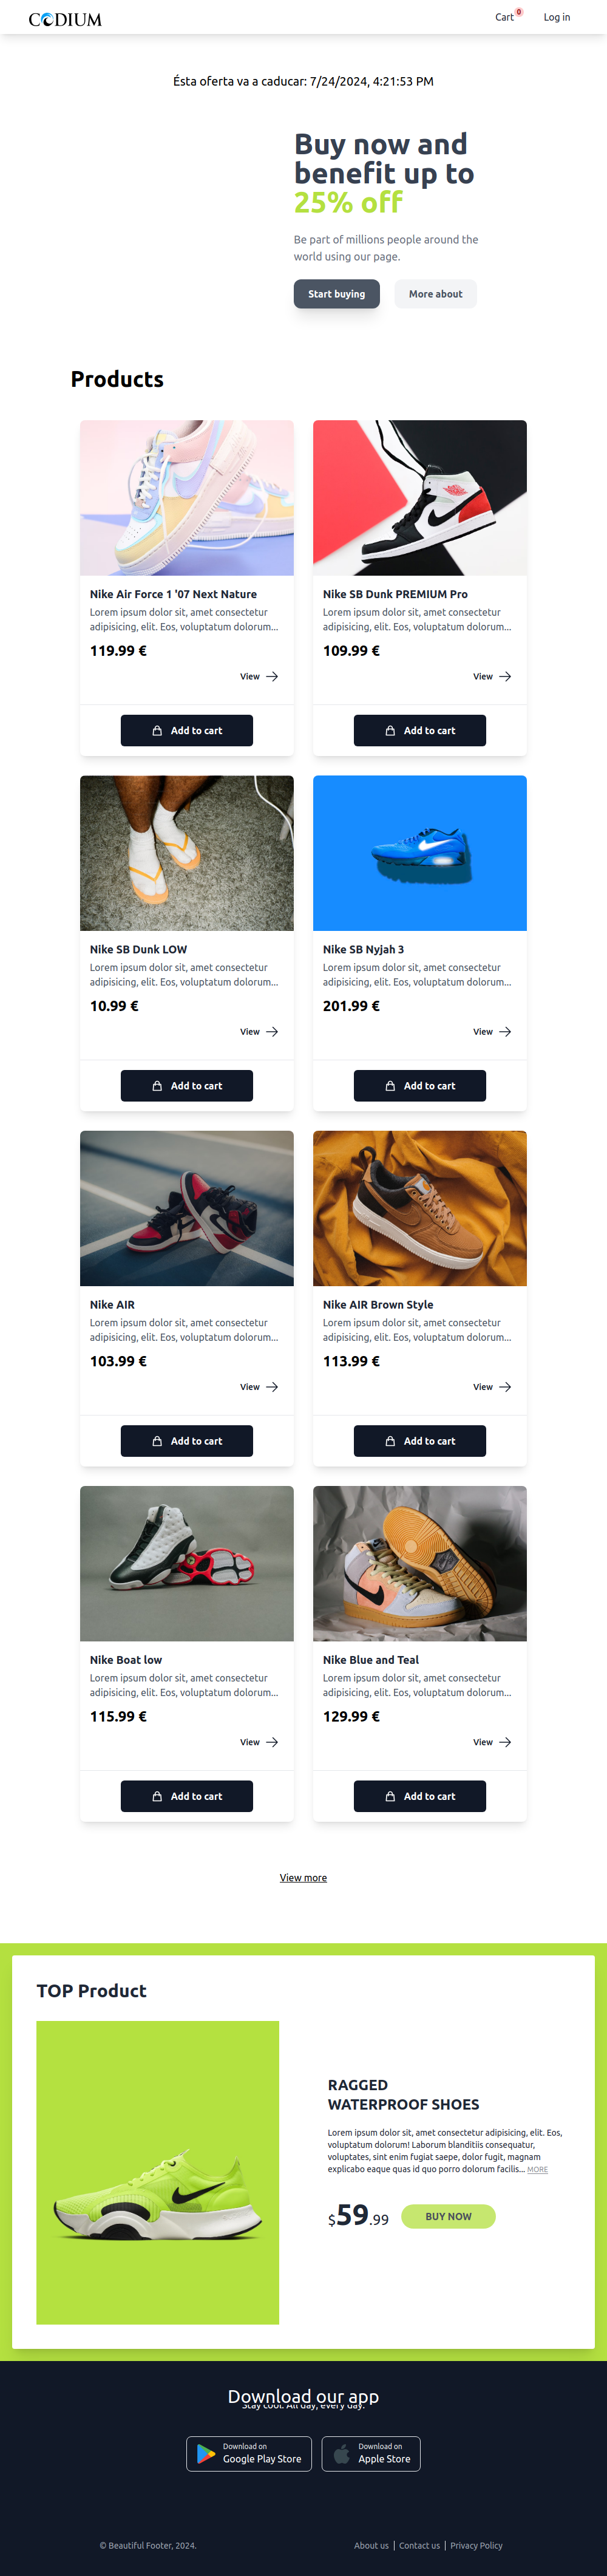 CODIUM
Cart 0
Log in
Ésta oferta va a caducar: 7/24/2024, 4:21:53 PM
Buy now and
benefit up to
25% off
Be part of millions people around the
world using our page.
Start buying
More about
Products
Nike Air Force 1 '07 Next Nature
Lorem ipsum dolor sit, amet consectetur
adipisicing, elit. Eos, voluptatum dolorum...
119.99 €
View
Add to cart
Nike SB Dunk PREMIUM Pro
Lorem ipsum dolor sit, amet consectetur
adipisicing, elit. Eos, voluptatum dolorum...
109.99 €
View
Add to cart
Nike SB Dunk LOW
Lorem ipsum dolor sit, amet consectetur
adipisicing, elit. Eos, voluptatum dolorum...
10.99 €
View
Add to cart
Nike SB Nyjah 3
Lorem ipsum dolor sit, amet consectetur
adipisicing, elit. Eos, voluptatum dolorum...
201.99 €
View
Add to cart
Nike AIR
Lorem ipsum dolor sit, amet consectetur
adipisicing, elit. Eos, voluptatum dolorum...
103.99 €
View
Add to cart
Nike AIR Brown Style
Lorem ipsum dolor sit, amet consectetur
adipisicing, elit. Eos, voluptatum dolorum...
113.99 €
View
Add to cart
Nike Boat low
Lorem ipsum dolor sit, amet consectetur
adipisicing, elit. Eos, voluptatum dolorum...
115.99 €
View
Add to cart
Nike Blue and Teal
Lorem ipsum dolor sit, amet consectetur
adipisicing, elit. Eos, voluptatum dolorum...
129.99 €
View
Add to cart
View more
TOP Product
RAGGED
WATERPROOF SHOES
Lorem ipsum dolor sit, amet consectetur adipisicing, elit. Eos,
voluptatum dolorum! Laborum blanditiis consequatur,
voluptates, sint enim fugiat saepe, dolor fugit, magnam
explicabo eaque quas id quo porro dolorum facilis... MORE
$59.99
BUY NOW
Download our app
Stay cool. All day, every day.
Download on
Google Play Store
Download on
Apple Store
© Beautiful Footer, 2024.
About us | Contact us | Privacy Policy